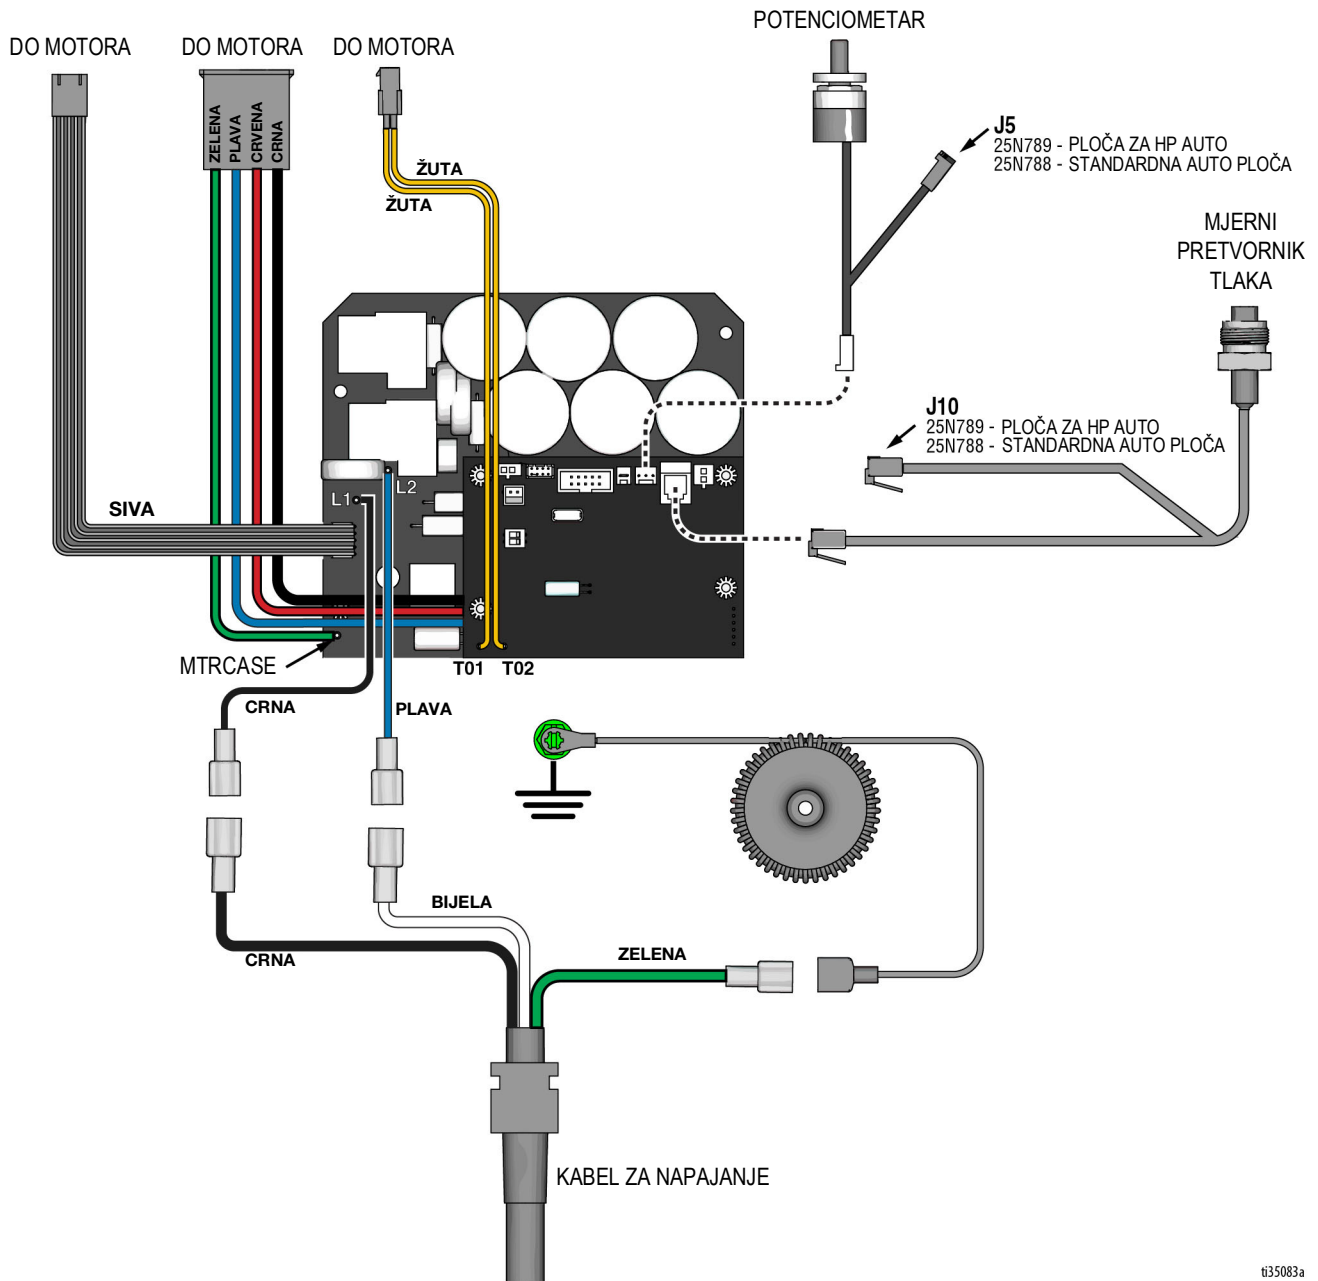 POTENCIOMETAR
DO MOTORA
DO MOTORA
DO MOTORA
ZELENA
PLAVA
CRVENA
CRNA
ŽUTA
ŽUTA
J5
25N789 - PLOČA ZA HP AUTO
25N788 - STANDARDNA AUTO PLOČA
MJERNI
PRETVORNIK
TLAKA
J10
25N789 - PLOČA ZA HP AUTO
25N788 - STANDARDNA AUTO PLOČA
L2
L1
SIVA
MTRCASE
T01
T02
CRNA
PLAVA
BIJELA
CRNA
ZELENA
KABEL ZA NAPAJANJE
ti35083a